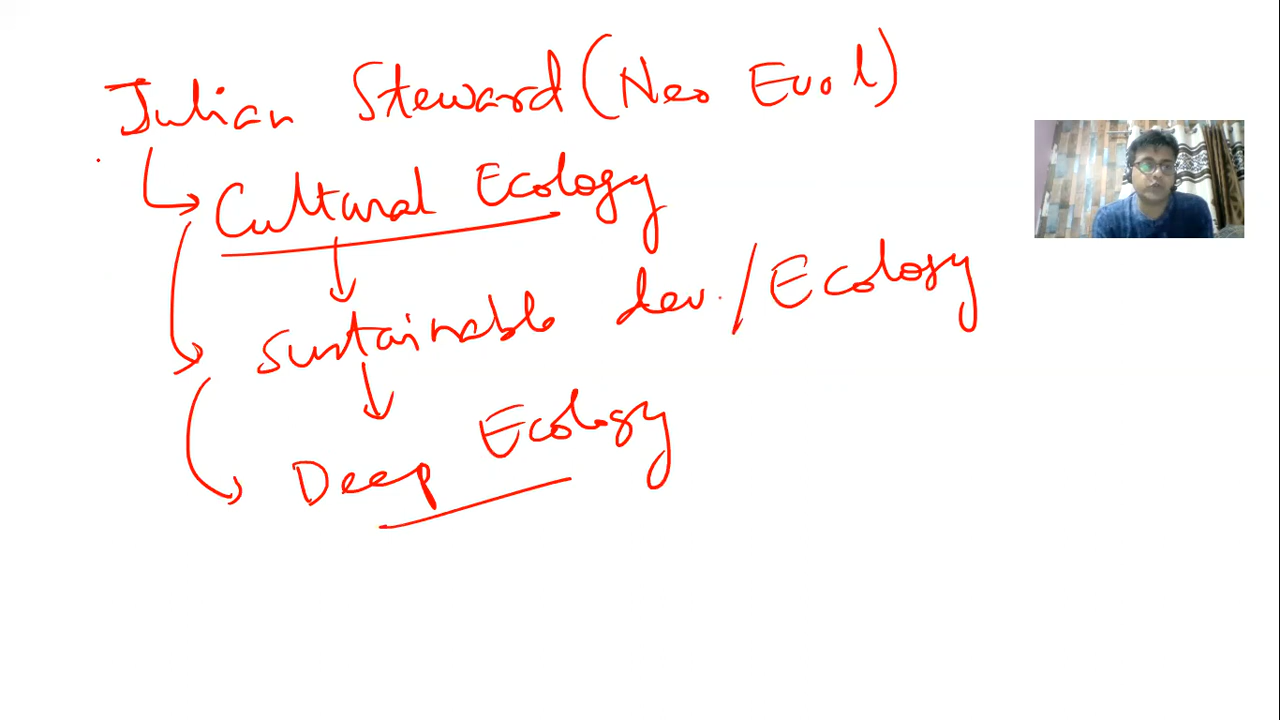 Julian Steward (Neo Evol)
Cultural Ecology
sustainable dev. / Ecology
Deep Ecology